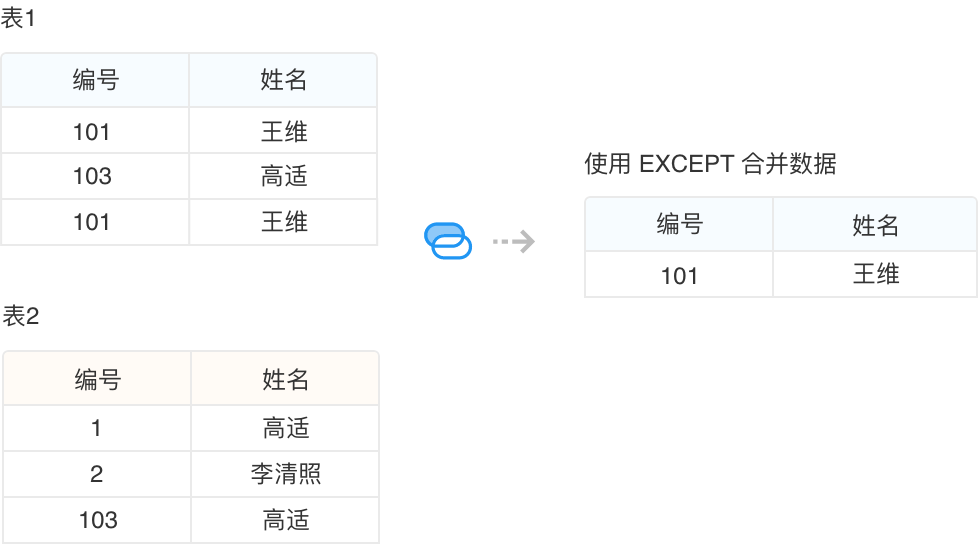 表1
编号 姓名
101 王维
103 高适
101 王维
表2
编号 姓名
1 高适
2 李清照
103 高适
使用 EXCEPT 合并数据
编号 姓名
101 王维